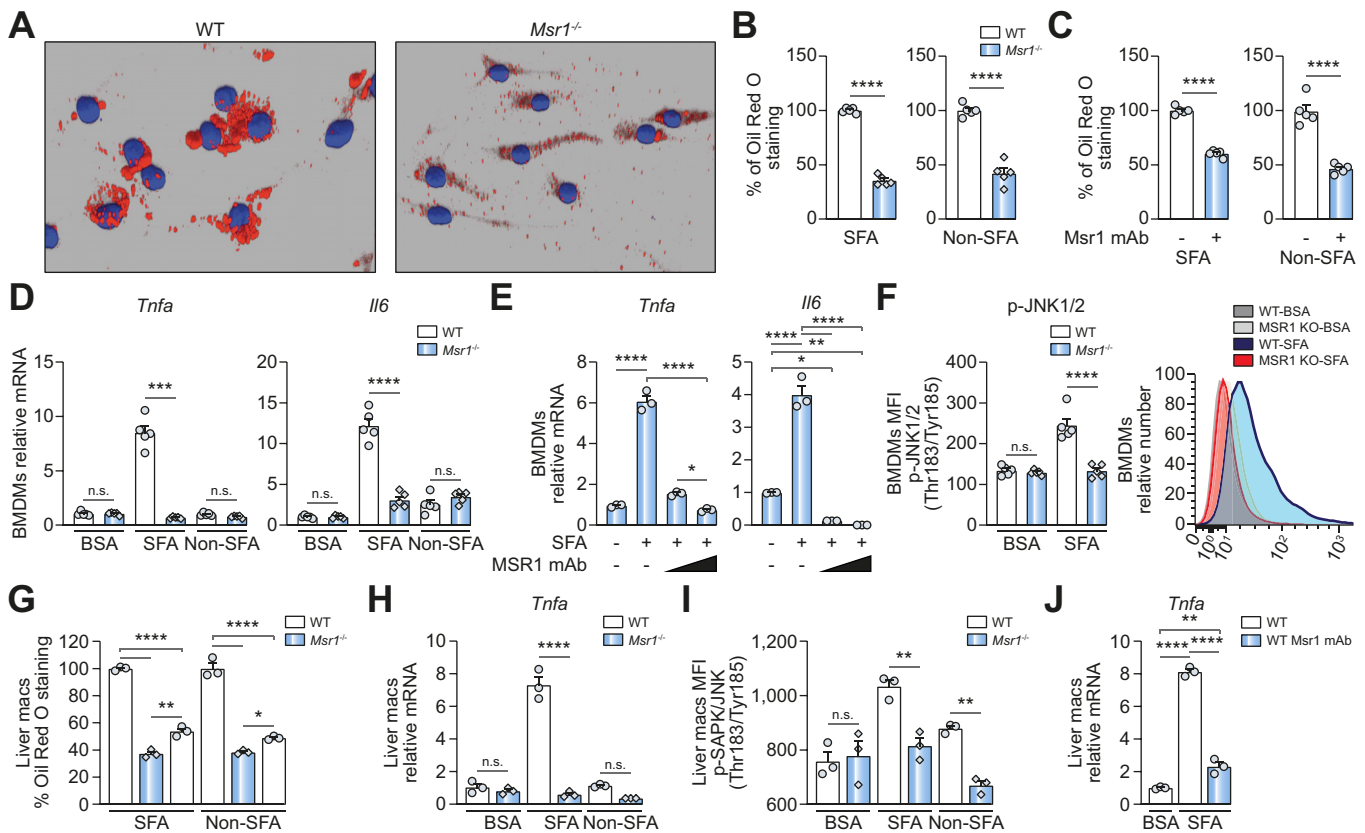 A
WT
Msr1-/-
B
WT
Msr1-/-
% of Oil Red O
staining
150
100
50
0
****
SFA
150
100
50
0
****
Non-SFA
C
% of Oil Red O
staining
150
100
50
0
****
Msr1 mAb
- +
SFA
150
100
50
0
****
- +
Non-SFA
D
Tnfa
BMDMs relative mRNA
15
10
5
0
n.s.
***
n.s.
BSA SFA Non-SFA
Il6
WT
Msr1-/-
20
15
10
5
0
n.s.
****
n.s.
BSA SFA Non-SFA
E
Tnfa
BMDMs
relative mRNA
8
6
4
2
0
****
****
*
SFA - + + +
MSR1 mAb - -
Il6
5
4
3
2
1
0
****
****
**
*
- + + +
- -
F
p-JNK1/2
WT
Msr1-/-
BMDMs MFI
p-JNK1/2
(Thr183/Tyr185)
400
300
200
100
0
n.s.
****
BSA SFA
WT-BSA
MSR1 KO-BSA
WT-SFA
MSR1 KO-SFA
BMDMs
relative number
100
80
60
40
20
0
0 10^0 10^1 10^2 10^3
G
WT
Msr1-/-
Liver macs
% Oil Red O staining
120
100
80
60
40
20
0
****
**
****
*
SFA Non-SFA
H
Tnfa
WT
Msr1-/-
Liver macs
relative mRNA
10
8
6
4
2
0
n.s.
****
n.s.
BSA SFA Non-SFA
I
WT
Msr1-/-
Liver macs MFI
p-SAPK/JNK
(Thr183/Tyr185)
1,200
1,000
800
600
n.s.
**
**
BSA SFA Non-SFA
J
Tnfa
WT
WT Msr1 mAb
Liver macs
relative mRNA
10
8
6
4
2
0
**
****
****
BSA SFA